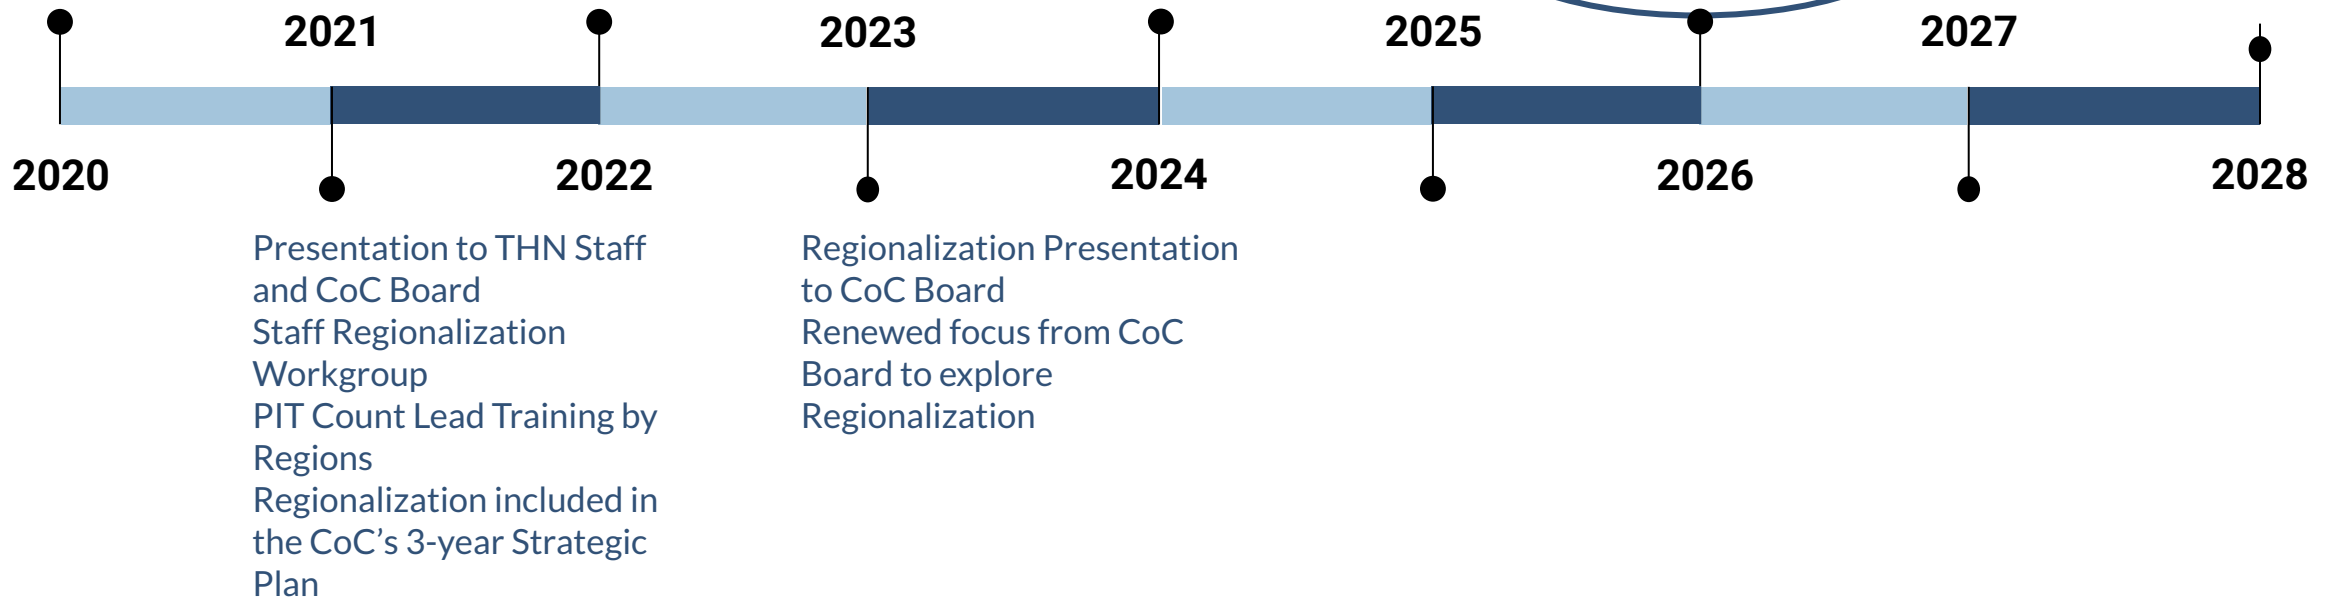 2021
2023
2025
2027
2020
2022
2024
2026
2028
Presentation to THN Staff
and CoC Board
Staff Regionalization
Workgroup
PIT Count Lead Training by
Regions
Regionalization included in
the CoC’s 3-year Strategic
Plan
Regionalization Presentation
to CoC Board
Renewed focus from CoC
Board to explore
Regionalization